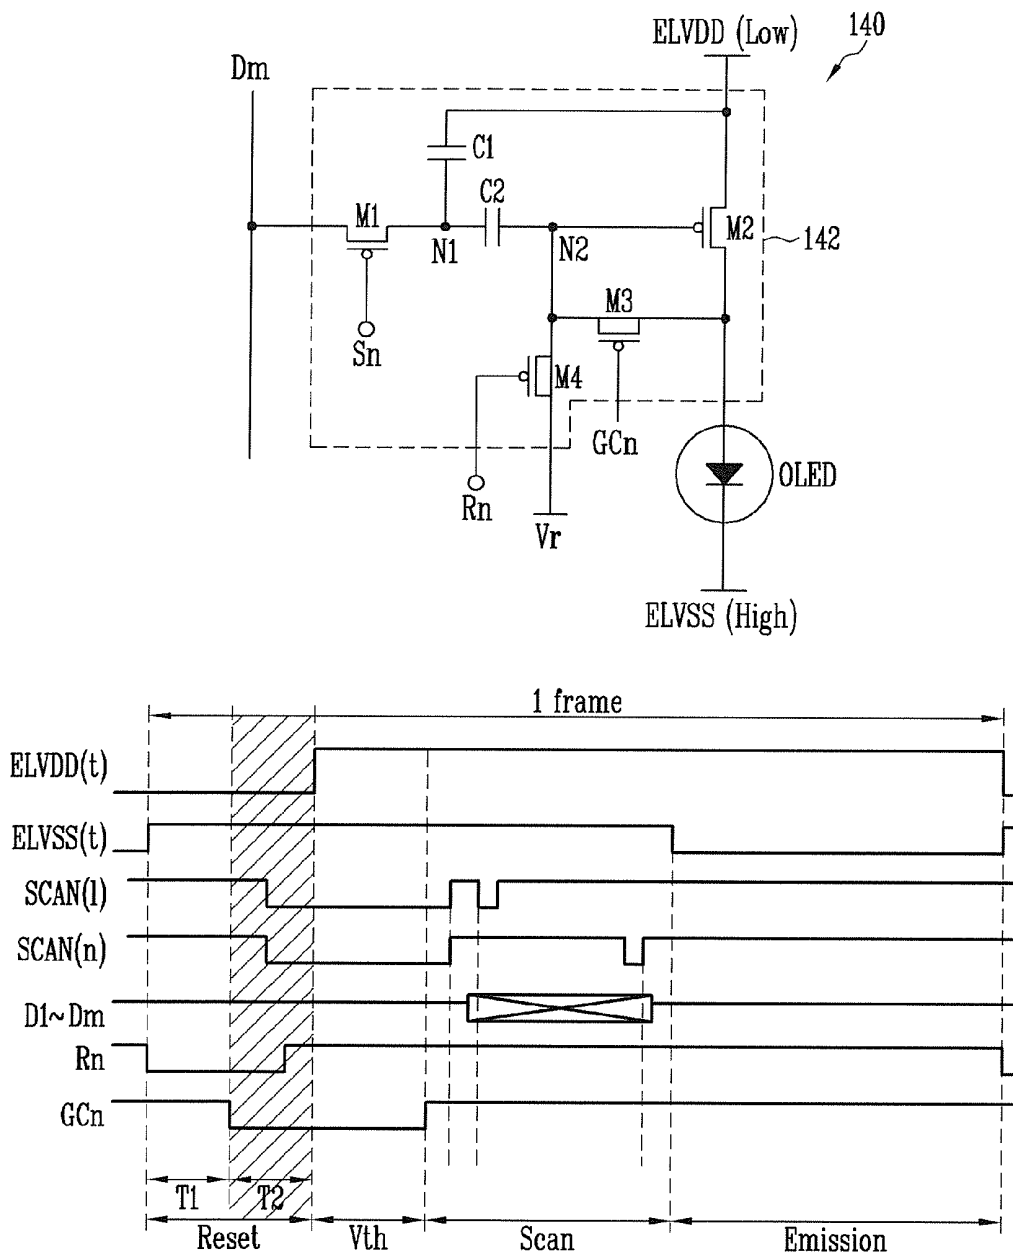 140
ELVDD (Low)
Dm
C1
C2
M1
M2
N1
N2
142
M3
Sn
M4
GCn
OLED
Rn
Vr
ELVSS (High)
1 frame
ELVDD(t)
ELVSS(t)
SCAN(1)
SCAN(n)
D1~Dm
Rn
GCn
T1 T2
Reset Vth Scan Emission